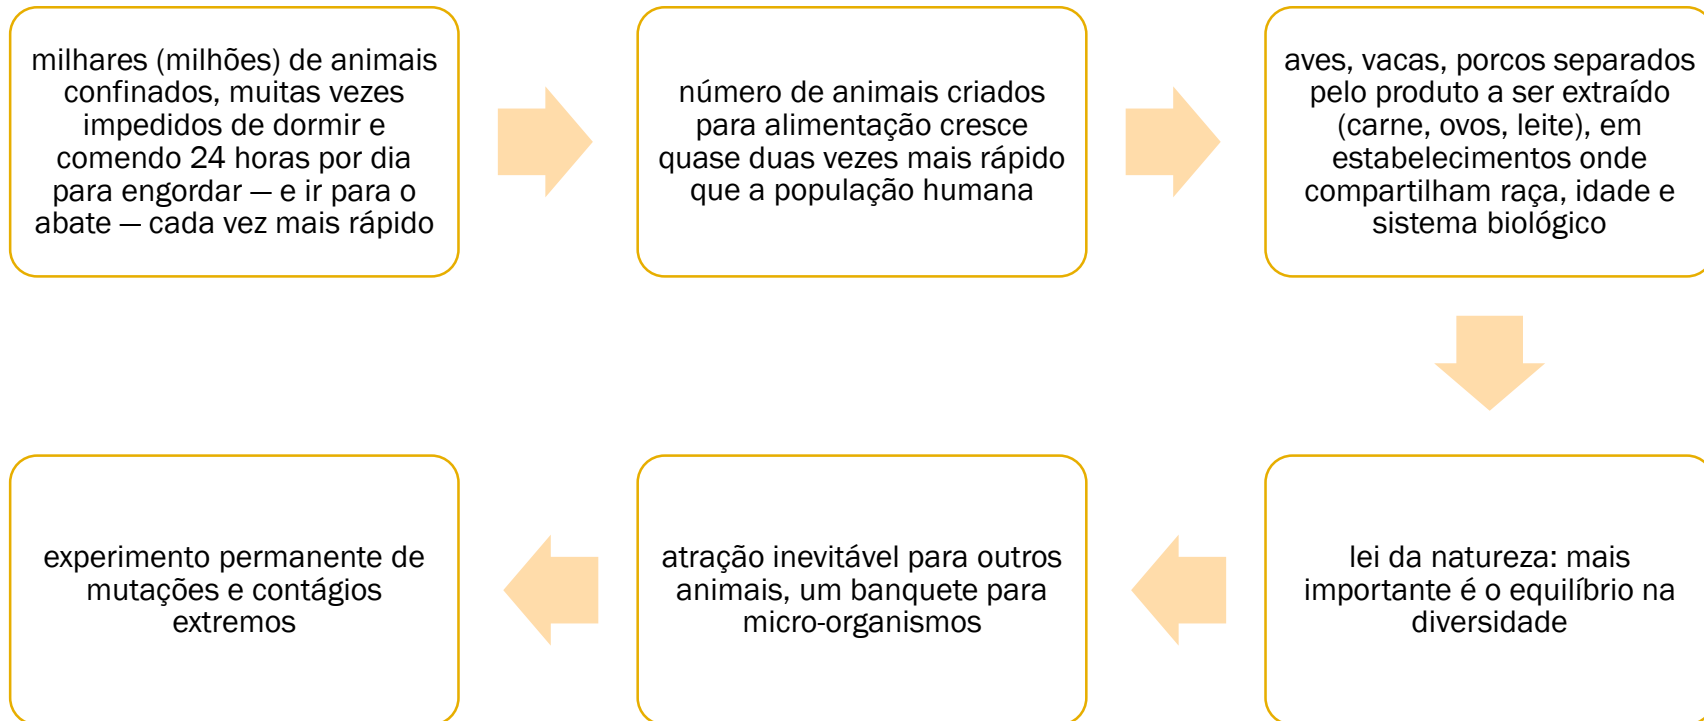 milhares (milhões) de animais
confinados, muitas vezes
impedidos de dormir e
comendo 24 horas por dia
para engordar — e ir para o
abate — cada vez mais rápido
número de animais criados
para alimentação cresce
quase duas vezes mais rápido
que a população humana
aves, vacas, porcos separados
pelo produto a ser extraído
(carne, ovos, leite), em
estabelecimentos onde
compartilham raça, idade e
sistema biológico
lei da natureza: mais
importante é o equilíbrio na
diversidade
atração inevitável para outros
animais, um banquete para
micro-organismos
experimento permanente de
mutações e contágios
extremos